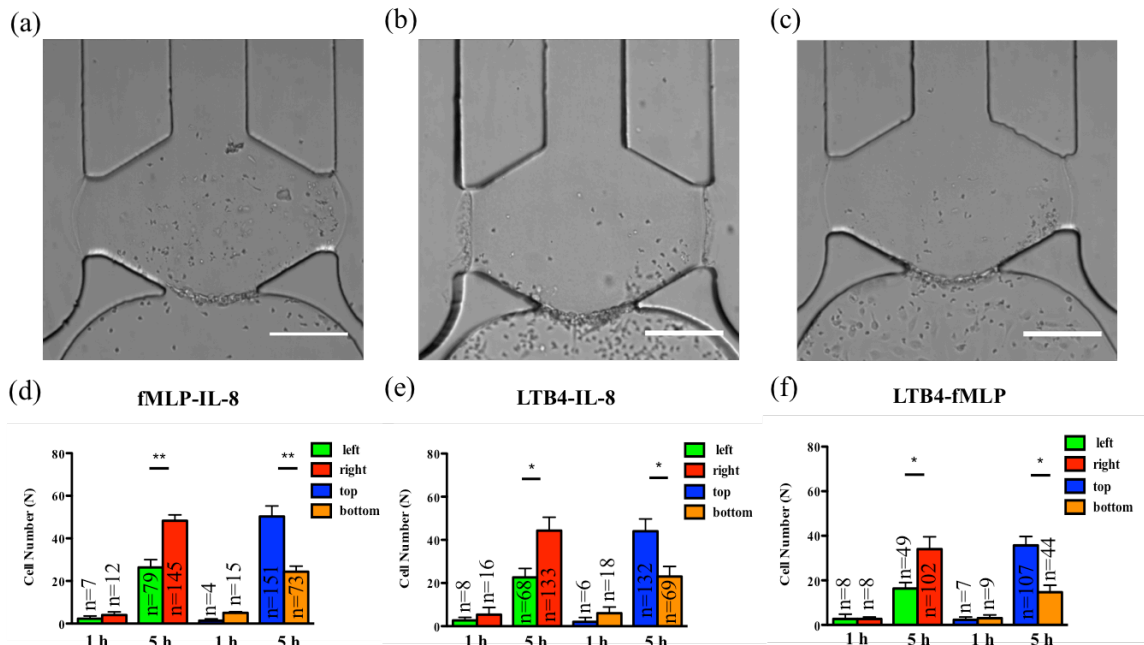 (a)
(b)
(c)
(d)
fMLP-IL-8
Cell Number (N)
80
60
40
20
0
left
right
top
bottom
**
**
n=7
n=12
n=79
n=145
n=4
n=15
n=151
n=73
1 h
5 h
1 h
5 h
(e)
LTB4-IL-8
Cell Number (N)
80
60
40
20
0
left
right
top
bottom
*
*
n=8
n=16
n=68
n=133
n=6
n=18
n=132
n=69
1 h
5 h
1 h
5 h
(f)
LTB4-fMLP
Cell Number (N)
80
60
40
20
0
left
right
top
bottom
*
*
n=8
n=8
n=49
n=102
n=7
n=9
n=107
n=44
1 h
5 h
1 h
5 h